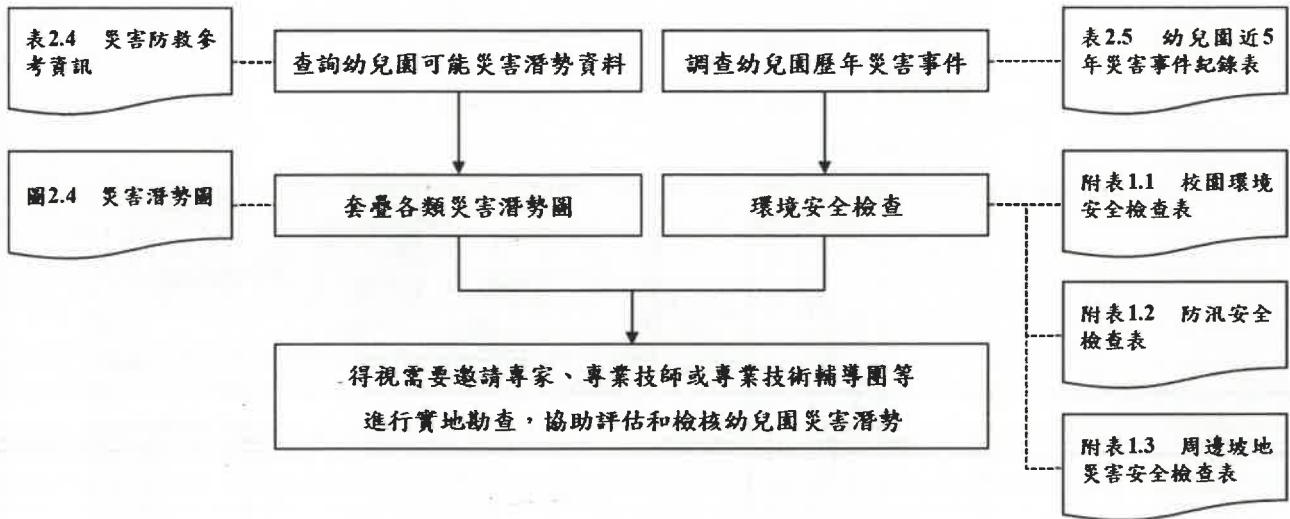 表2.4 災害防救參
考資訊
查詢幼兒園可能災害潛勢資料
調查幼兒園歷年災害事件
表2.5 幼兒園近5
年災害事件紀錄表
圖2.4 災害潛勢圖
套疊各類災害潛勢圖
環境安全檢查
附表1.1 校園環境
安全檢查表
附表1.2 防汛安全
檢查表
得視需要邀請專家、專業技師或專業技術輔導團等
進行實地勘查，協助評估和檢核幼兒園災害潛勢
附表1.3 周邊坡地
災害安全檢查表